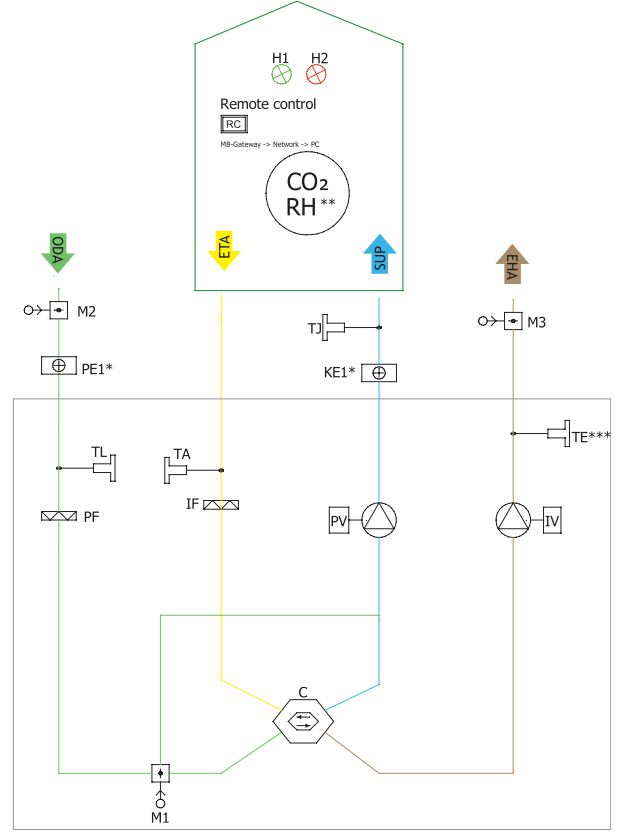 H1 H2
Remote control
RC
MB-Gateway -> Network -> PC
CO₂
RH**
ODA
ETA
SUP
EHA
M2
M3
TJ
PE1*
KE1*
TE***
TL
TA
IF
PF
PV
IV
C
M1